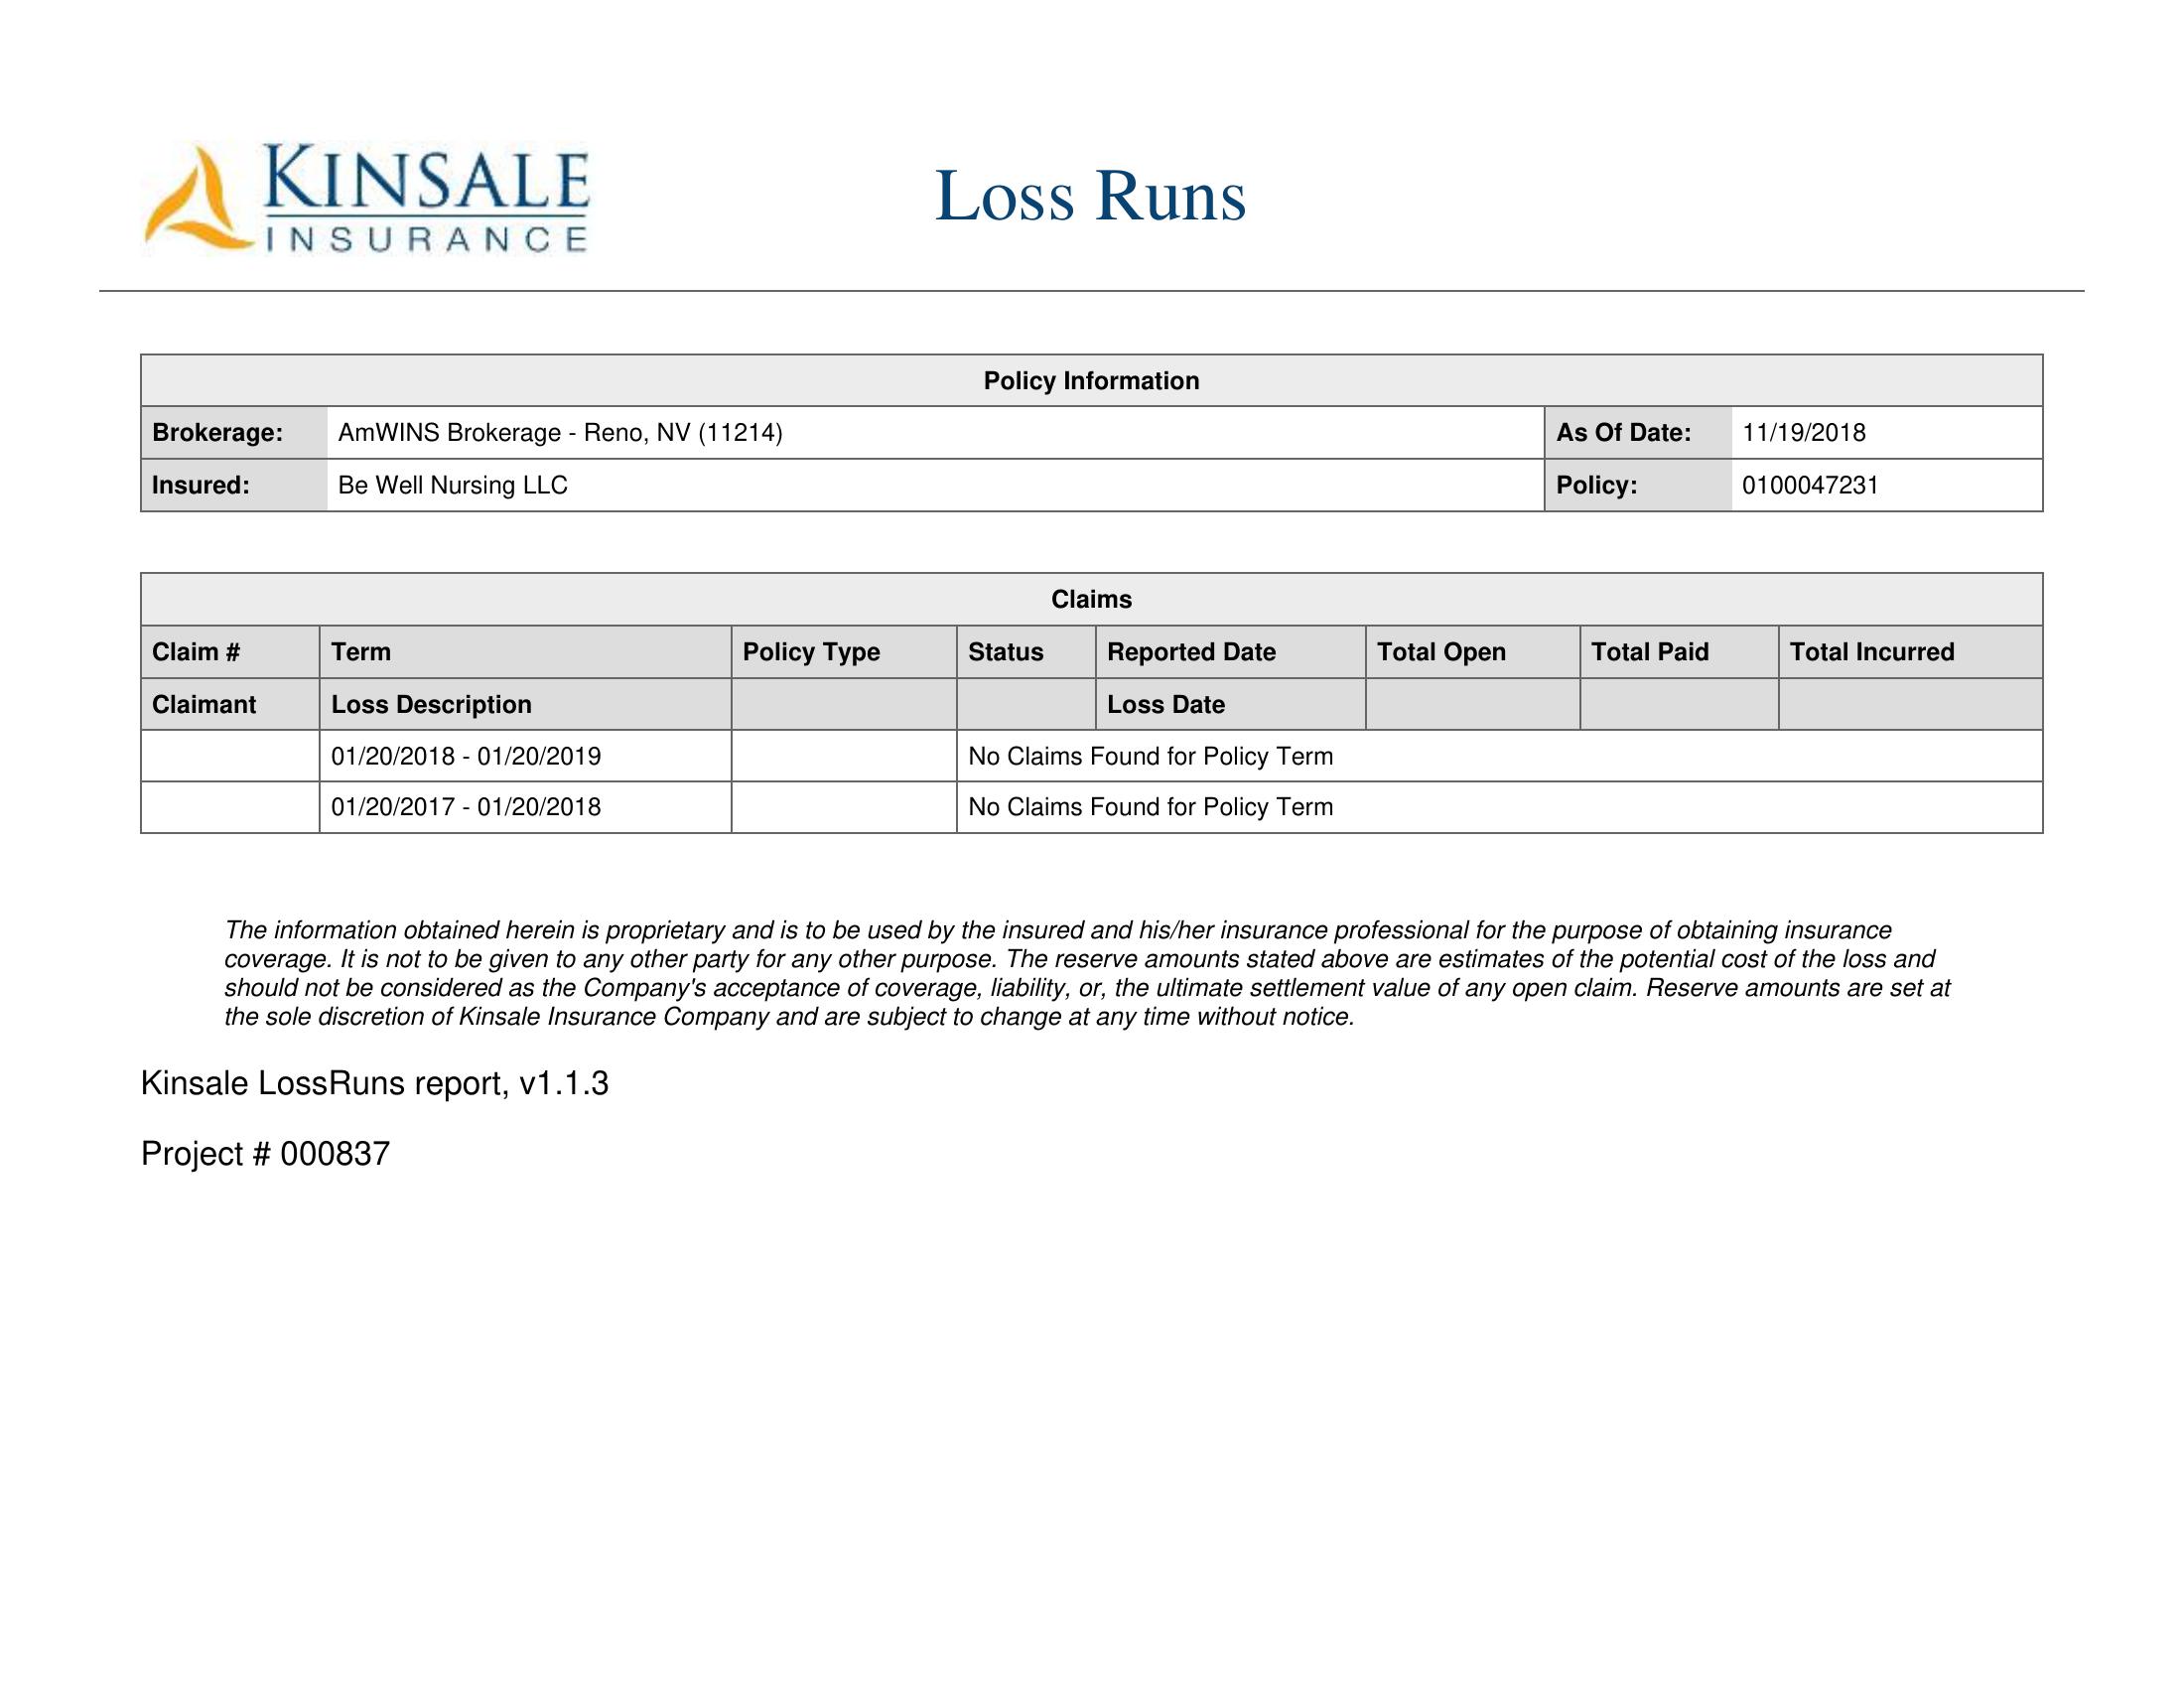 KINSALE
INSURANCE
Loss Runs
Policy Information
Brokerage: AmWINS Brokerage - Reno, NV (11214) As Of Date: 11/19/2018
Insured: Be Well Nursing LLC Policy: 0100047231
Claims
Claim # Term Policy Type Status Reported Date Total Open Total Paid Total Incurred
Claimant Loss Description Loss Date
01/20/2018 - 01/20/2019 No Claims Found for Policy Term
01/20/2017 - 01/20/2018 No Claims Found for Policy Term
The information obtained herein is proprietary and is to be used by the insured and his/her insurance professional for the purpose of obtaining insurance
coverage. It is not to be given to any other party for any other purpose. The reserve amounts stated above are estimates of the potential cost of the loss and
should not be considered as the Company's acceptance of coverage, liability, or, the ultimate settlement value of any open claim. Reserve amounts are set at
the sole discretion of Kinsale Insurance Company and are subject to change at any time without notice.
Kinsale LossRuns report, v1.1.3
Project # 000837